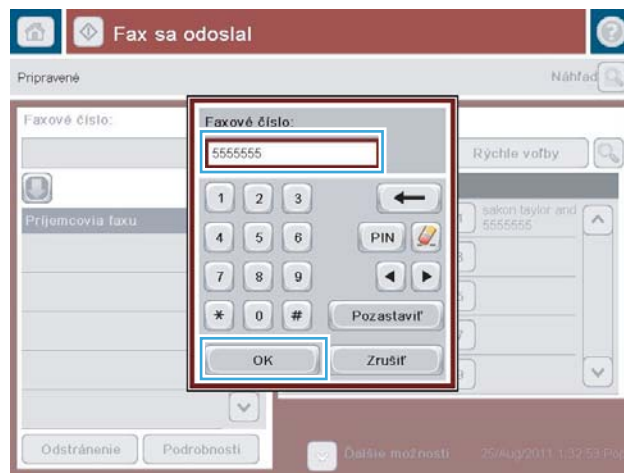 Fax sa odoslal
Pripravené
Náhľad
Faxové číslo:
Príjemcovia faxu
Odstránenie
Podrobnosti
Faxové číslo:
5555555
1 2 3
4 5 6 PIN
7 8 9
* 0 # Pozastaviť
OK Zrušiť
Rýchle voľby
1 sakon taylor and
5555555
Ďalšie možnosti
25/Aug/2011 1:32:53 Pop